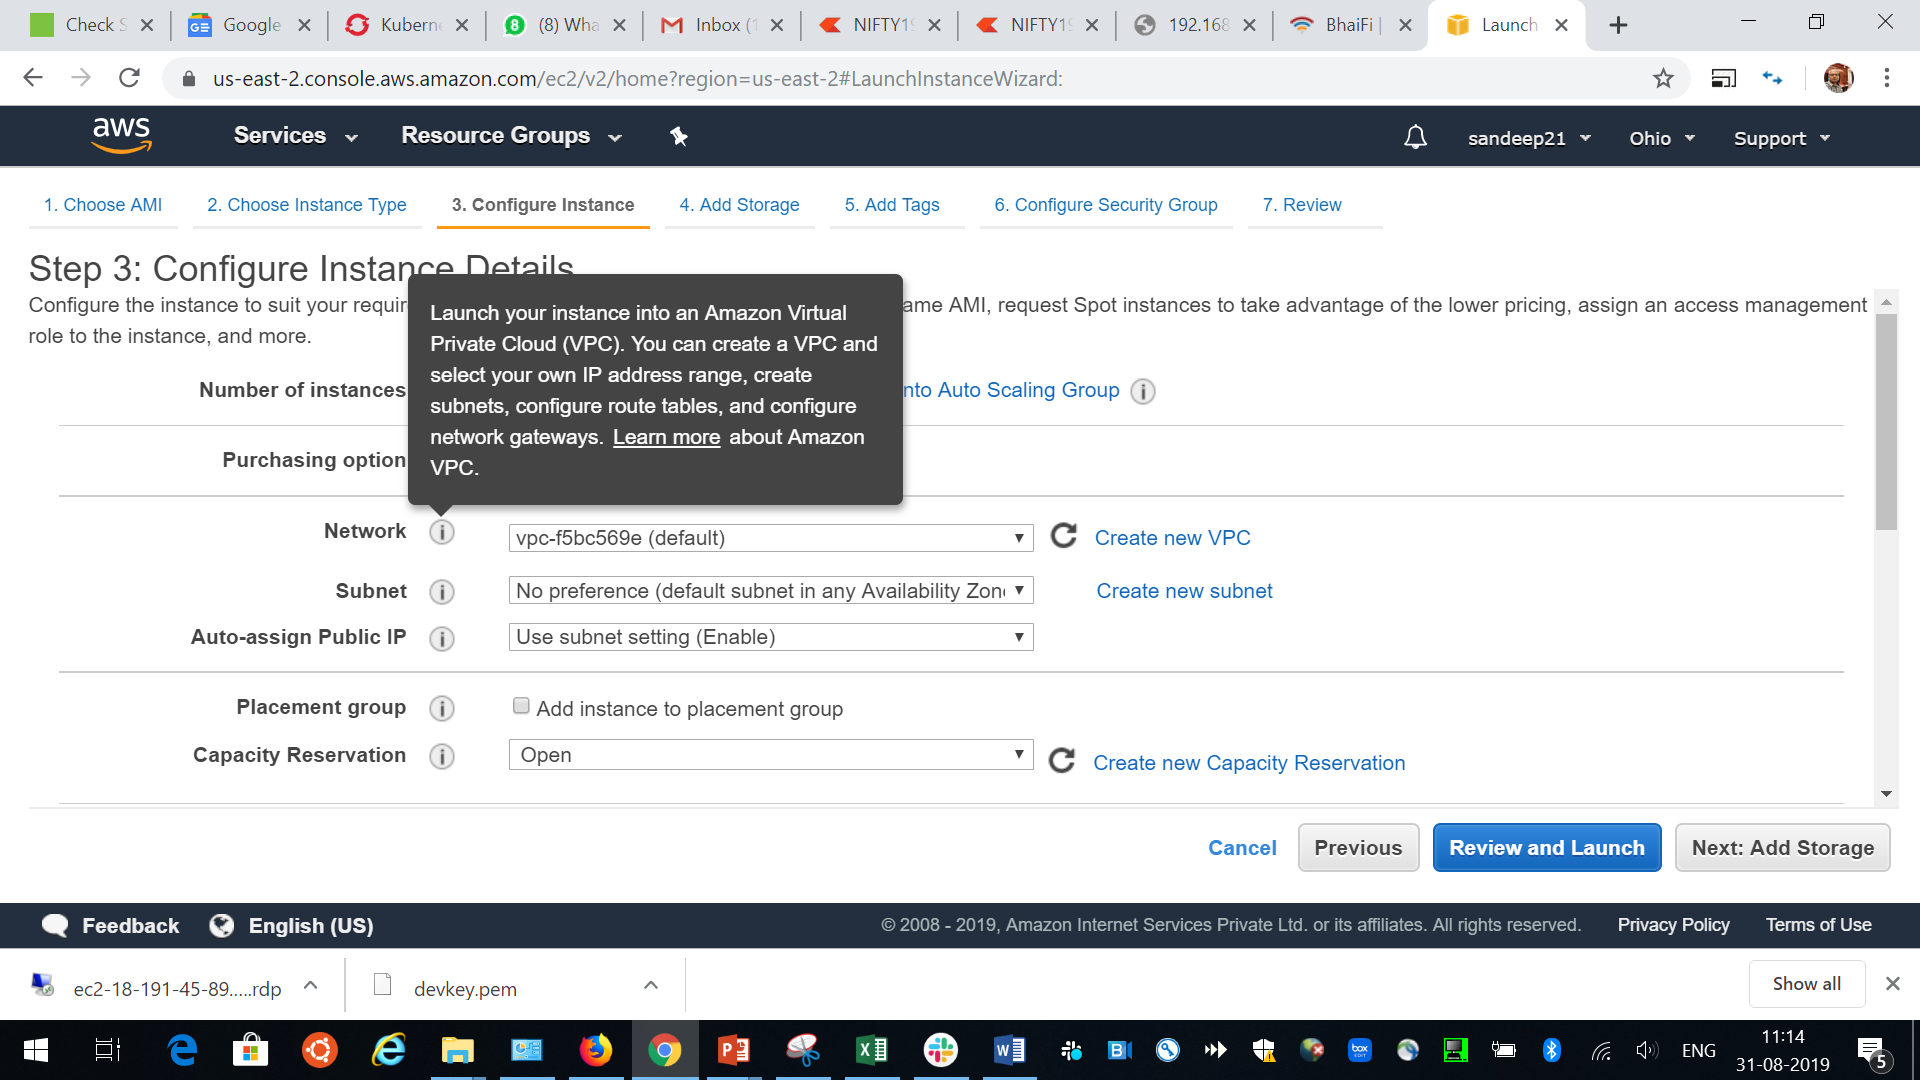 Check S
Google
Kubern
(8) Wha
Inbox (1
NIFTY19
NIFTY19
192.168
BhaiFi |
Launch
us-east-2.console.aws.amazon.com/ec2/v2/home?region=us-east-2#LaunchInstanceWizard:
aws
Services
Resource Groups
sandeep21
Ohio
Support
1. Choose AMI
2. Choose Instance Type
3. Configure Instance
4. Add Storage
5. Add Tags
6. Configure Security Group
7. Review
Step 3: Configure Instance Details
Configure the instance to suit your requir
ame AMI, request Spot instances to take advantage of the lower pricing, assign an access management
role to the instance, and more.
Launch your instance into an Amazon Virtual
Private Cloud (VPC). You can create a VPC and
select your own IP address range, create
subnets, configure route tables, and configure
network gateways. Learn more about Amazon
VPC.
Number of instances
nto Auto Scaling Group
Purchasing option
Network
vpc-f5bc569e (default)
Create new VPC
Subnet
No preference (default subnet in any Availability Zon
Create new subnet
Auto-assign Public IP
Use subnet setting (Enable)
Placement group
Add instance to placement group
Capacity Reservation
Open
Create new Capacity Reservation
Cancel
Previous
Review and Launch
Next: Add Storage
Feedback
English (US)
© 2008 - 2019, Amazon Internet Services Private Ltd. or its affiliates. All rights reserved.
Privacy Policy
Terms of Use
ec2-18-191-45-89.....rdp
devkey.pem
Show all
ENG
11:14
31-08-2019
5